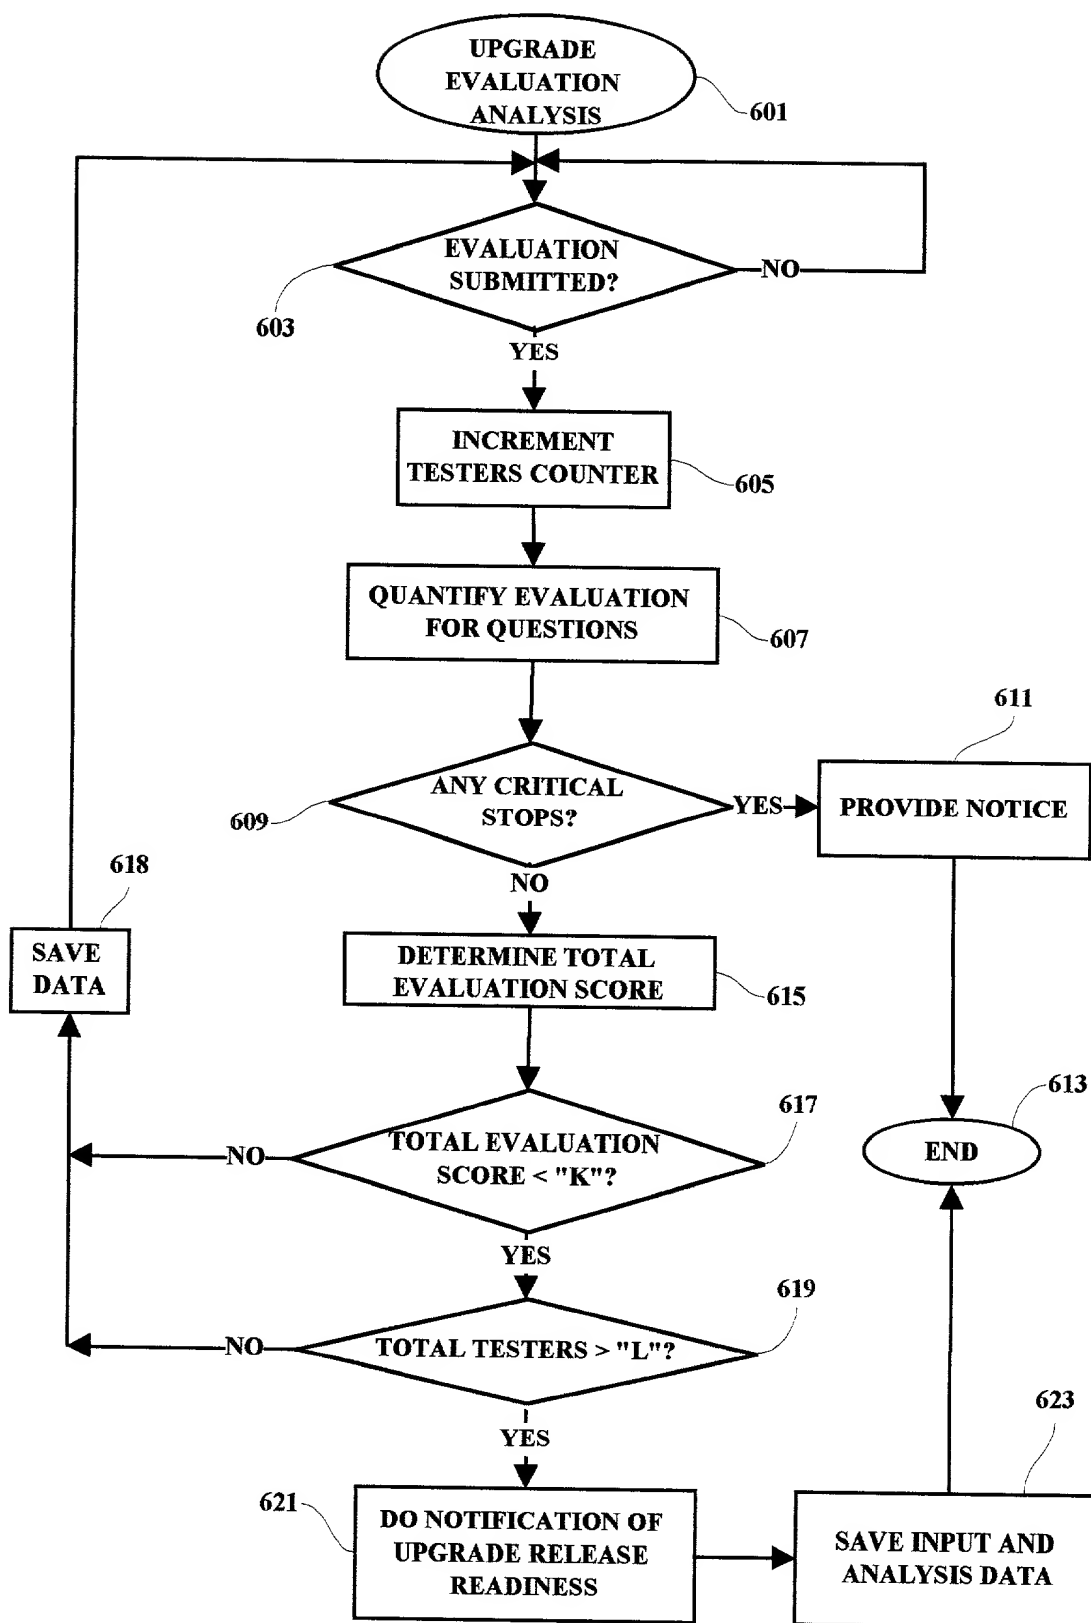 UPGRADE
EVALUATION
ANALYSIS
601
EVALUATION
SUBMITTED?
NO
603
YES
INCREMENT
TESTERS COUNTER
605
QUANTIFY EVALUATION
FOR QUESTIONS
607
611
ANY CRITICAL
STOPS?
YES
PROVIDE NOTICE
609
NO
618
SAVE
DATA
DETERMINE TOTAL
EVALUATION SCORE
615
613
END
617
TOTAL EVALUATION
SCORE < "K"?
NO
YES
619
TOTAL TESTERS > "L"?
NO
YES
623
621
DO NOTIFICATION OF
UPGRADE RELEASE
READINESS
SAVE INPUT AND
ANALYSIS DATA